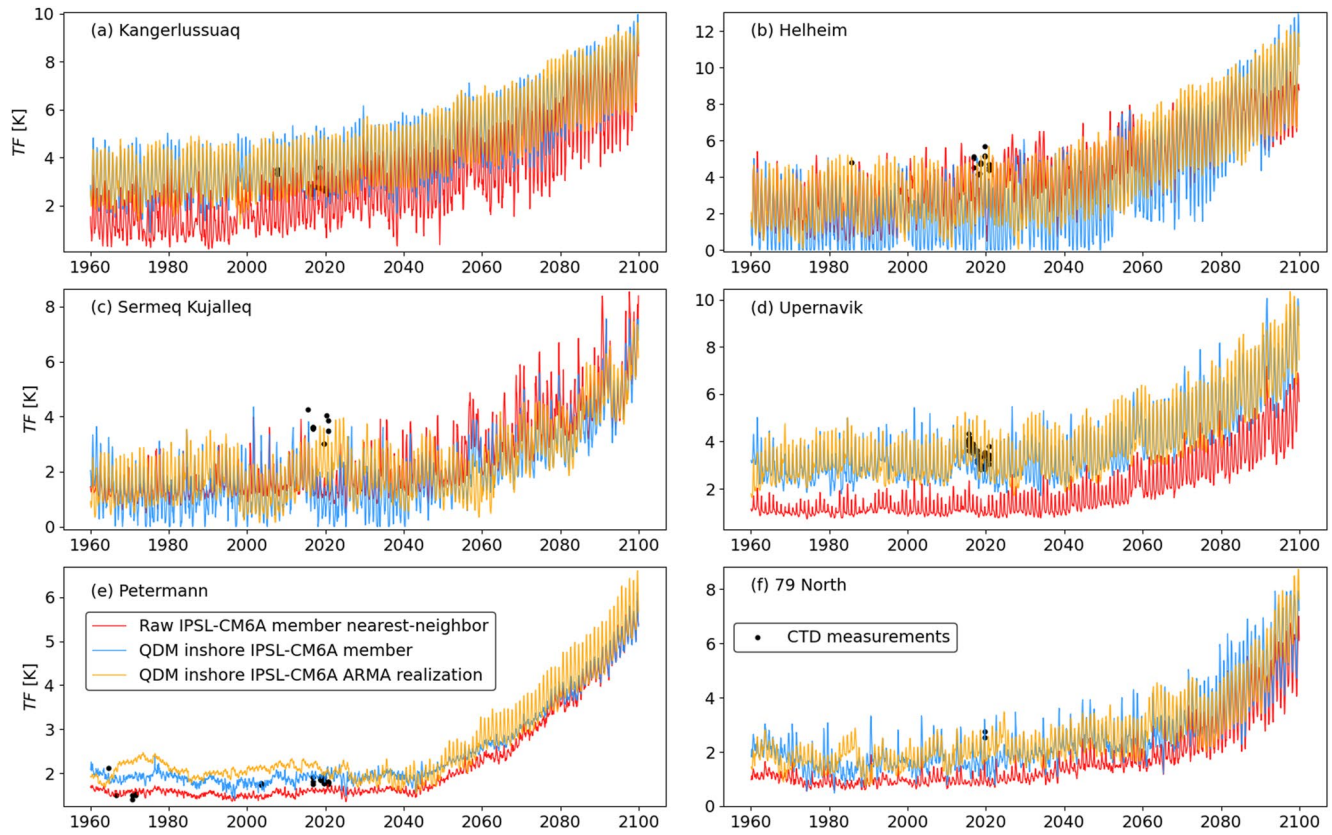 (a) Kangerlussuaq
TF [K]
10
8
6
4
2
1960 1980 2000 2020 2040 2060 2080 2100
(b) Helheim
12
10
8
6
4
2
0
1960 1980 2000 2020 2040 2060 2080 2100
(c) Sermeq Kujalleq
TF [K]
8
6
4
2
0
1960 1980 2000 2020 2040 2060 2080 2100
(d) Upernavik
10
8
6
4
2
1960 1980 2000 2020 2040 2060 2080 2100
(e) Petermann
Raw IPSL-CM6A member nearest-neighbor
QDM inshore IPSL-CM6A member
QDM inshore IPSL-CM6A ARMA realization
TF [K]
6
5
4
3
2
1960 1980 2000 2020 2040 2060 2080 2100
(f) 79 North
CTD measurements
8
6
4
2
0
1960 1980 2000 2020 2040 2060 2080 2100